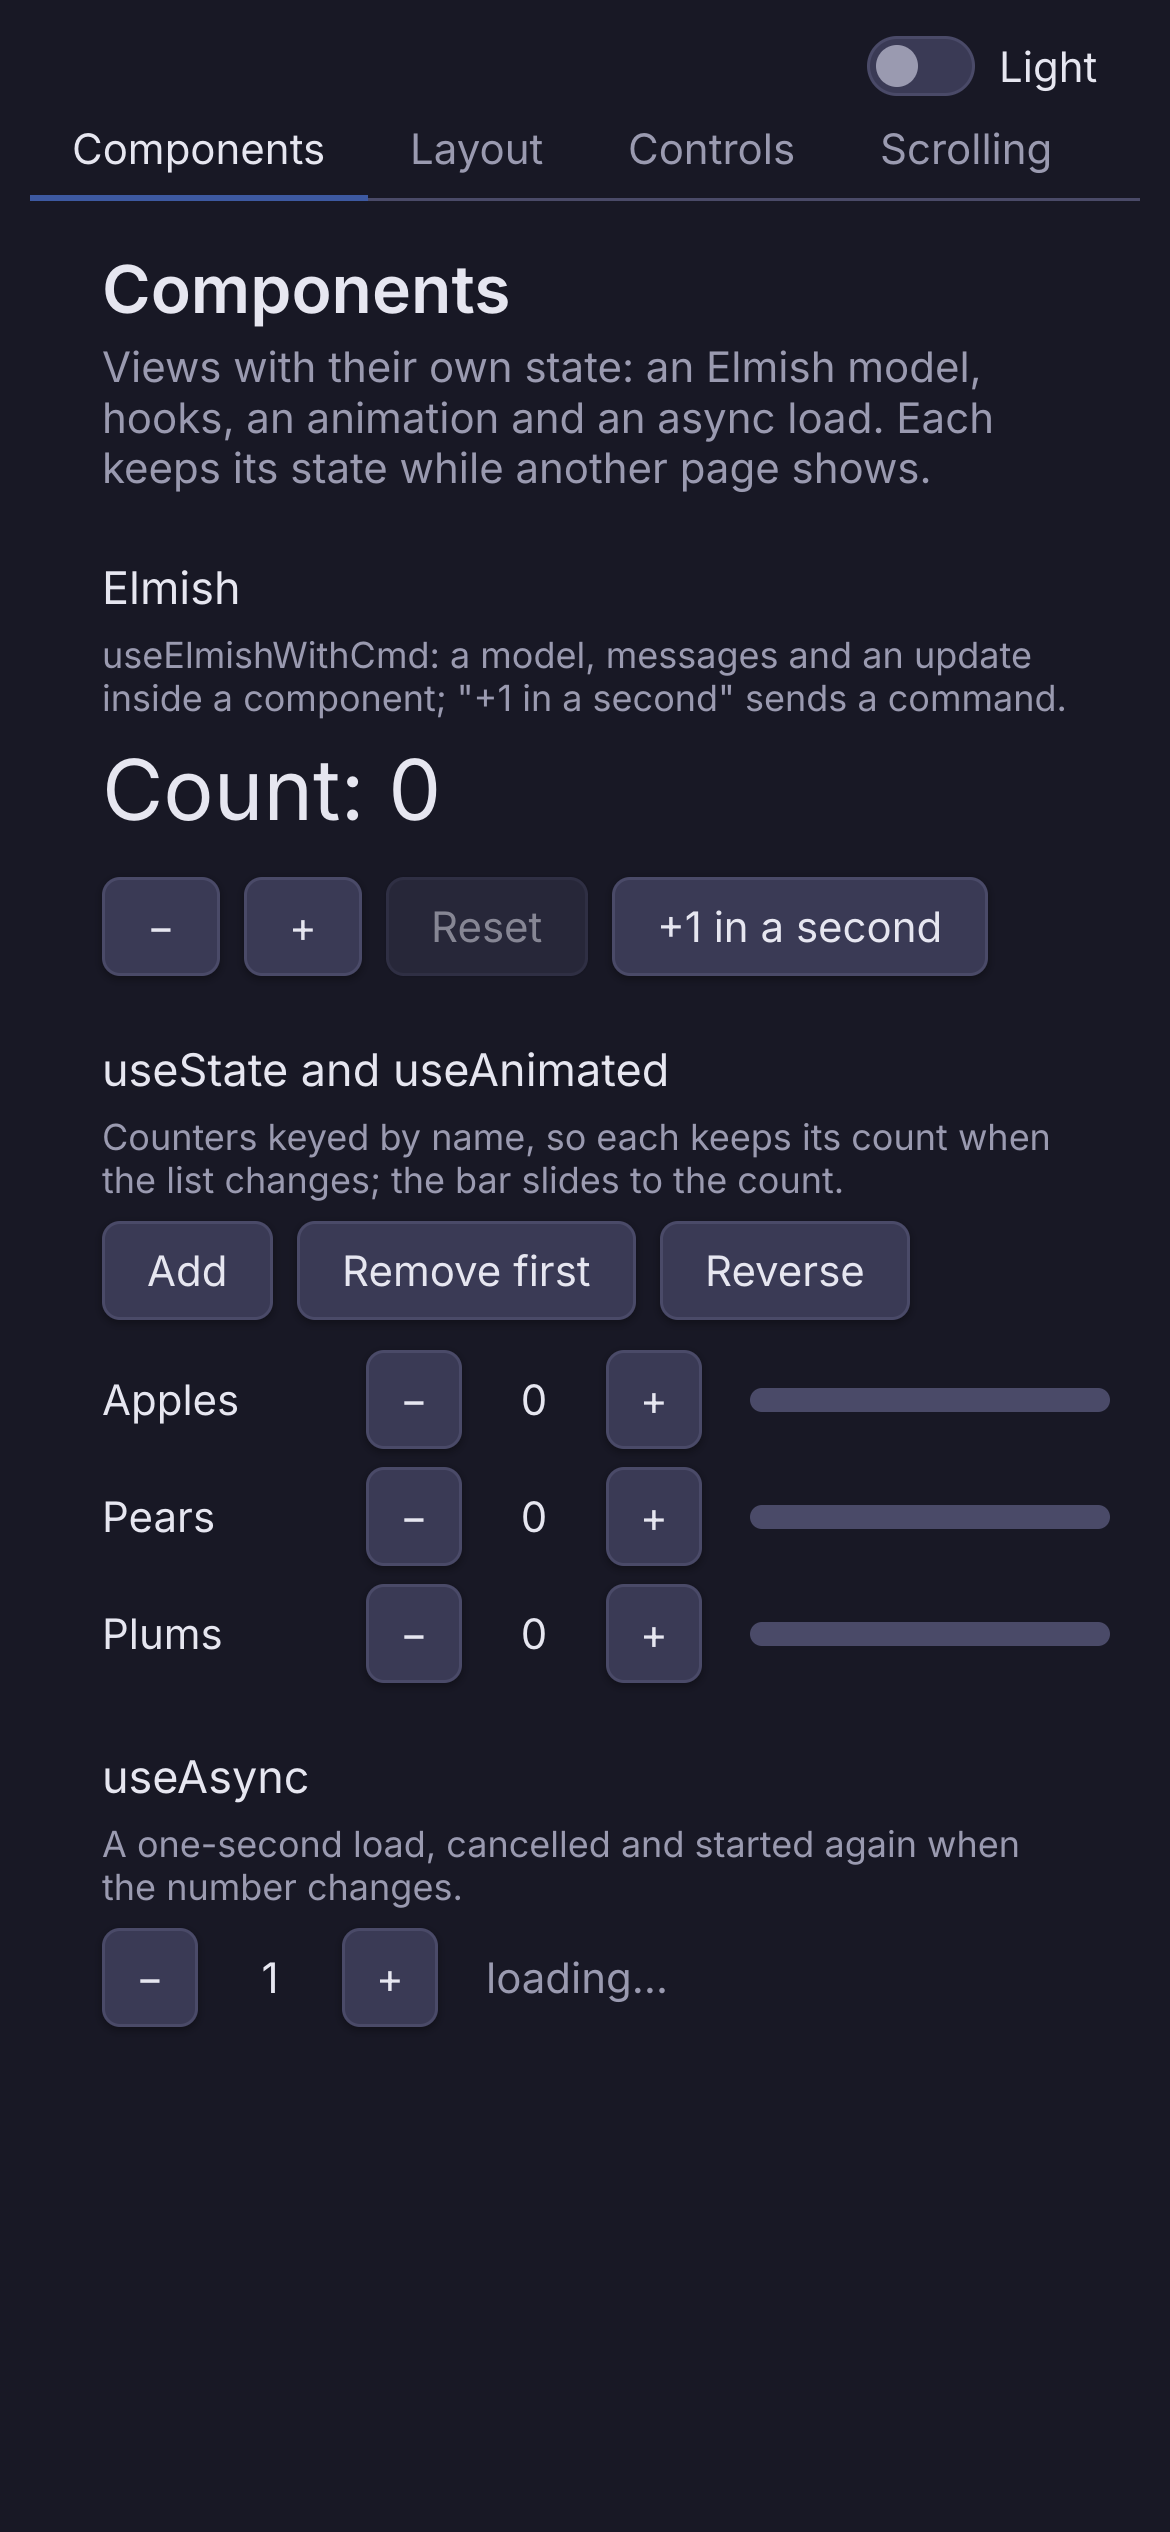 Light
Components Layout Controls Scrolling
Components
Views with their own state: an Elmish model,
hooks, an animation and an async load. Each
keeps its state while another page shows.
Elmish
useElmishWithCmd: a model, messages and an update
inside a component; "+1 in a second" sends a command.
Count: 0
− + Reset +1 in a second
useState and useAnimated
Counters keyed by name, so each keeps its count when
the list changes; the bar slides to the count.
Add Remove first Reverse
Apples − 0 +
Pears − 0 +
Plums − 0 +
useAsync
A one-second load, cancelled and started again when
the number changes.
− 1 + loading...